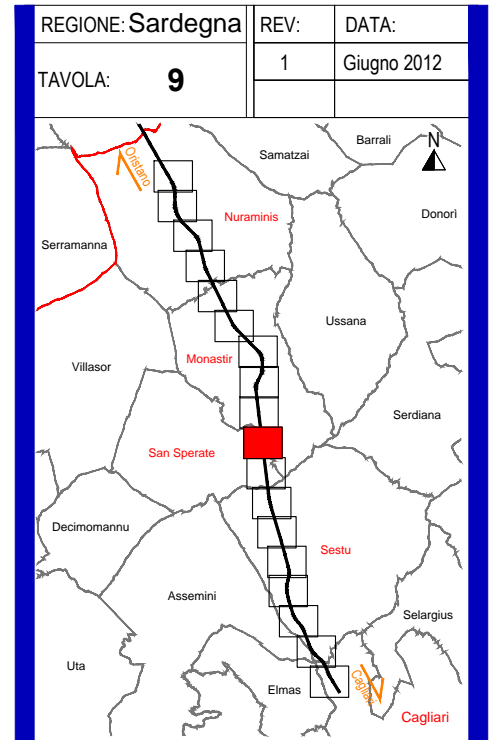 REGIONE: Sardegna
REV:
DATA:
1
Giugno 2012
TAVOLA:
9
Barrali
N
Samatzai
Oristano
Donorì
Nuraminis
Serramanna
Ussana
Monastir
Villasor
Serdiana
San Sperate
Decimomannu
Sestu
Assemini
Selargius
Uta
Cagliari
Elmas
Cagliari